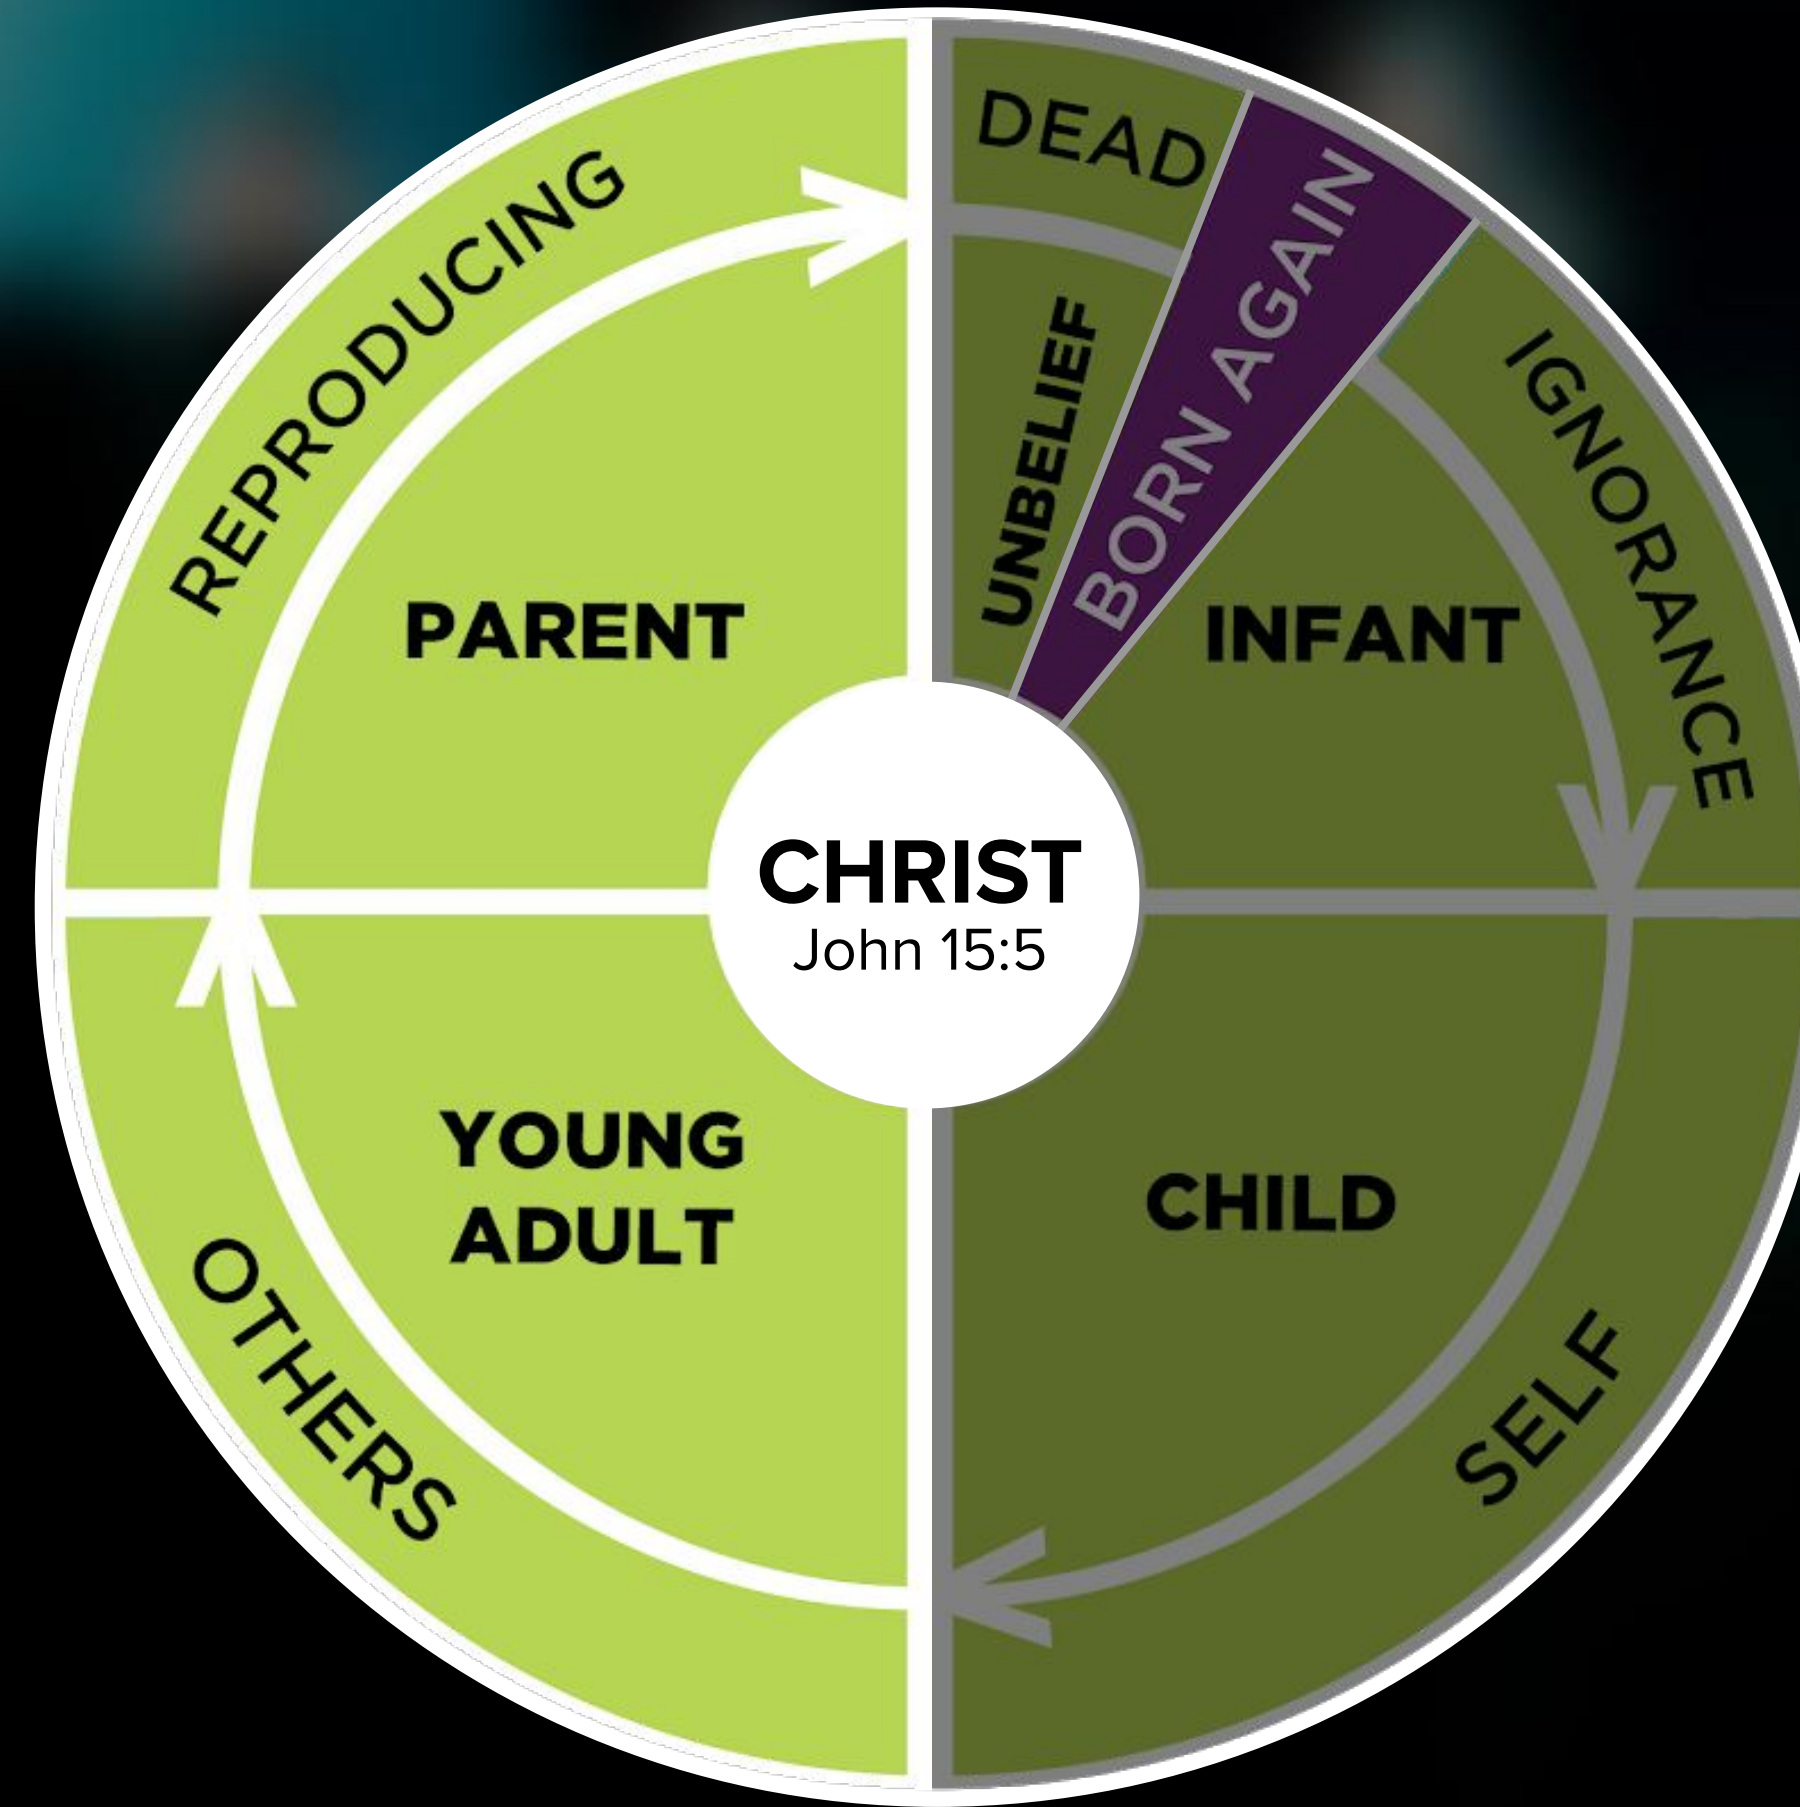 DEAD
UNBELIEF
BORN AGAIN
IGNORANCE
INFANT
REPRODUCING
PARENT
CHRIST
John 15:5
YOUNG
ADULT
OTHERS
CHILD
SELF